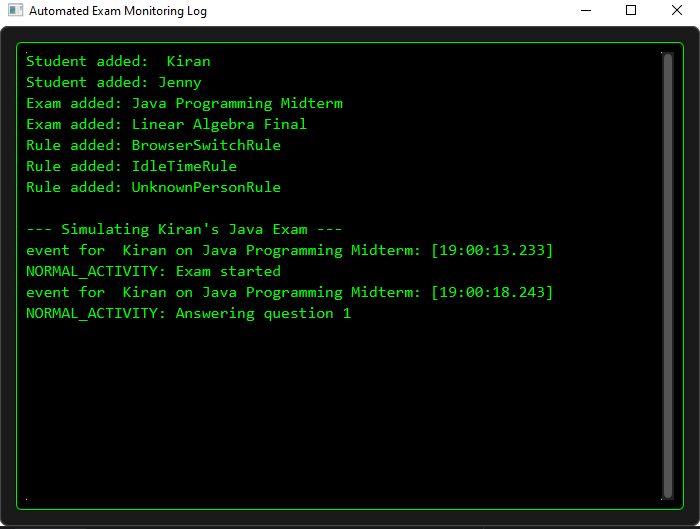 Automated Exam Monitoring Log
Student added:  Kiran
Student added: Jenny
Exam added: Java Programming Midterm
Exam added: Linear Algebra Final
Rule added: BrowserSwitchRule
Rule added: IdleTimeRule
Rule added: UnknownPersonRule
--- Simulating Kiran's Java Exam ---
event for  Kiran on Java Programming Midterm: [19:00:13.233]
NORMAL_ACTIVITY: Exam started
event for  Kiran on Java Programming Midterm: [19:00:18.243]
NORMAL_ACTIVITY: Answering question 1